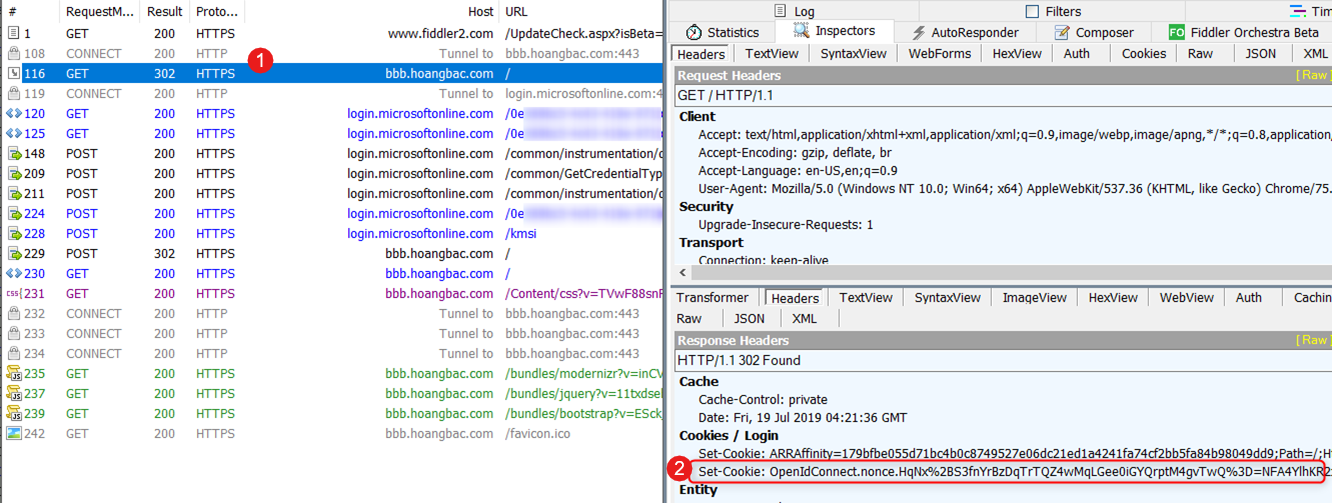 # RequestM... Result Proto... Host URL
1 GET 200 HTTPS www.fiddler2.com /UpdateCheck.aspx?isBeta=
108 CONNECT 200 HTTP Tunnel to bbb.hoangbac.com:443
1
116 GET 302 HTTPS bbb.hoangbac.com /
119 CONNECT 200 HTTP Tunnel to login.microsoftonline.com:4
120 GET 200 HTTPS login.microsoftonline.com /0e
125 GET 200 HTTPS login.microsoftonline.com /0e
148 POST 200 HTTPS login.microsoftonline.com /common/instrumentation/c
209 POST 200 HTTPS login.microsoftonline.com /common/GetCredentialTyp
211 POST 200 HTTPS login.microsoftonline.com /common/instrumentation/c
224 POST 200 HTTPS login.microsoftonline.com /0e
228 POST 200 HTTPS login.microsoftonline.com /kmsi
229 POST 302 HTTPS bbb.hoangbac.com /
230 GET 200 HTTPS bbb.hoangbac.com /
231 GET 200 HTTPS bbb.hoangbac.com /Content/css?v=TVwF88snF
232 CONNECT 200 HTTP Tunnel to bbb.hoangbac.com:443
233 CONNECT 200 HTTP Tunnel to bbb.hoangbac.com:443
234 CONNECT 200 HTTP Tunnel to bbb.hoangbac.com:443
235 GET 200 HTTPS bbb.hoangbac.com /bundles/modernizr?v=inCV
237 GET 200 HTTPS bbb.hoangbac.com /bundles/jquery?v=11txdsel
239 GET 200 HTTPS bbb.hoangbac.com /bundles/bootstrap?v=ESck
242 GET 200 HTTPS bbb.hoangbac.com /favicon.ico
Log Filters Tim
Statistics Inspectors AutoResponder Composer FO Fiddler Orchestra Beta
Headers TextView SyntaxView WebForms HexView Auth Cookies Raw JSON XML
Request Headers [ Raw
GET / HTTP/1.1
Client
Accept: text/html,application/xhtml+xml,application/xml;q=0.9,image/webp,image/apng,*/*;q=0.8,application,
Accept-Encoding: gzip, deflate, br
Accept-Language: en-US,en;q=0.9
User-Agent: Mozilla/5.0 (Windows NT 10.0; Win64; x64) AppleWebKit/537.36 (KHTML, like Gecko) Chrome/75.
Security
Upgrade-Insecure-Requests: 1
Transport
Connection: keep-alive
Transformer Headers TextView SyntaxView ImageView HexView WebView Auth Cachin
Raw JSON XML
Response Headers [ Raw
HTTP/1.1 302 Found
Cache
Cache-Control: private
Date: Fri, 19 Jul 2019 04:21:36 GMT
Cookies / Login
Set-Cookie: ARRAffinity=179bfbe055d71bc4b0c8749527e06dc21ed1a4241fa74cf2bb5fa84b98049dd9;Path=/;H
2
Set-Cookie: OpenIdConnect.nonce.HqNx%2BS3fnYrBzDqTrTQZ4wMqLGee0iGYQrptM4gvTwQ%3D=NFA4YlhKR2
Entity